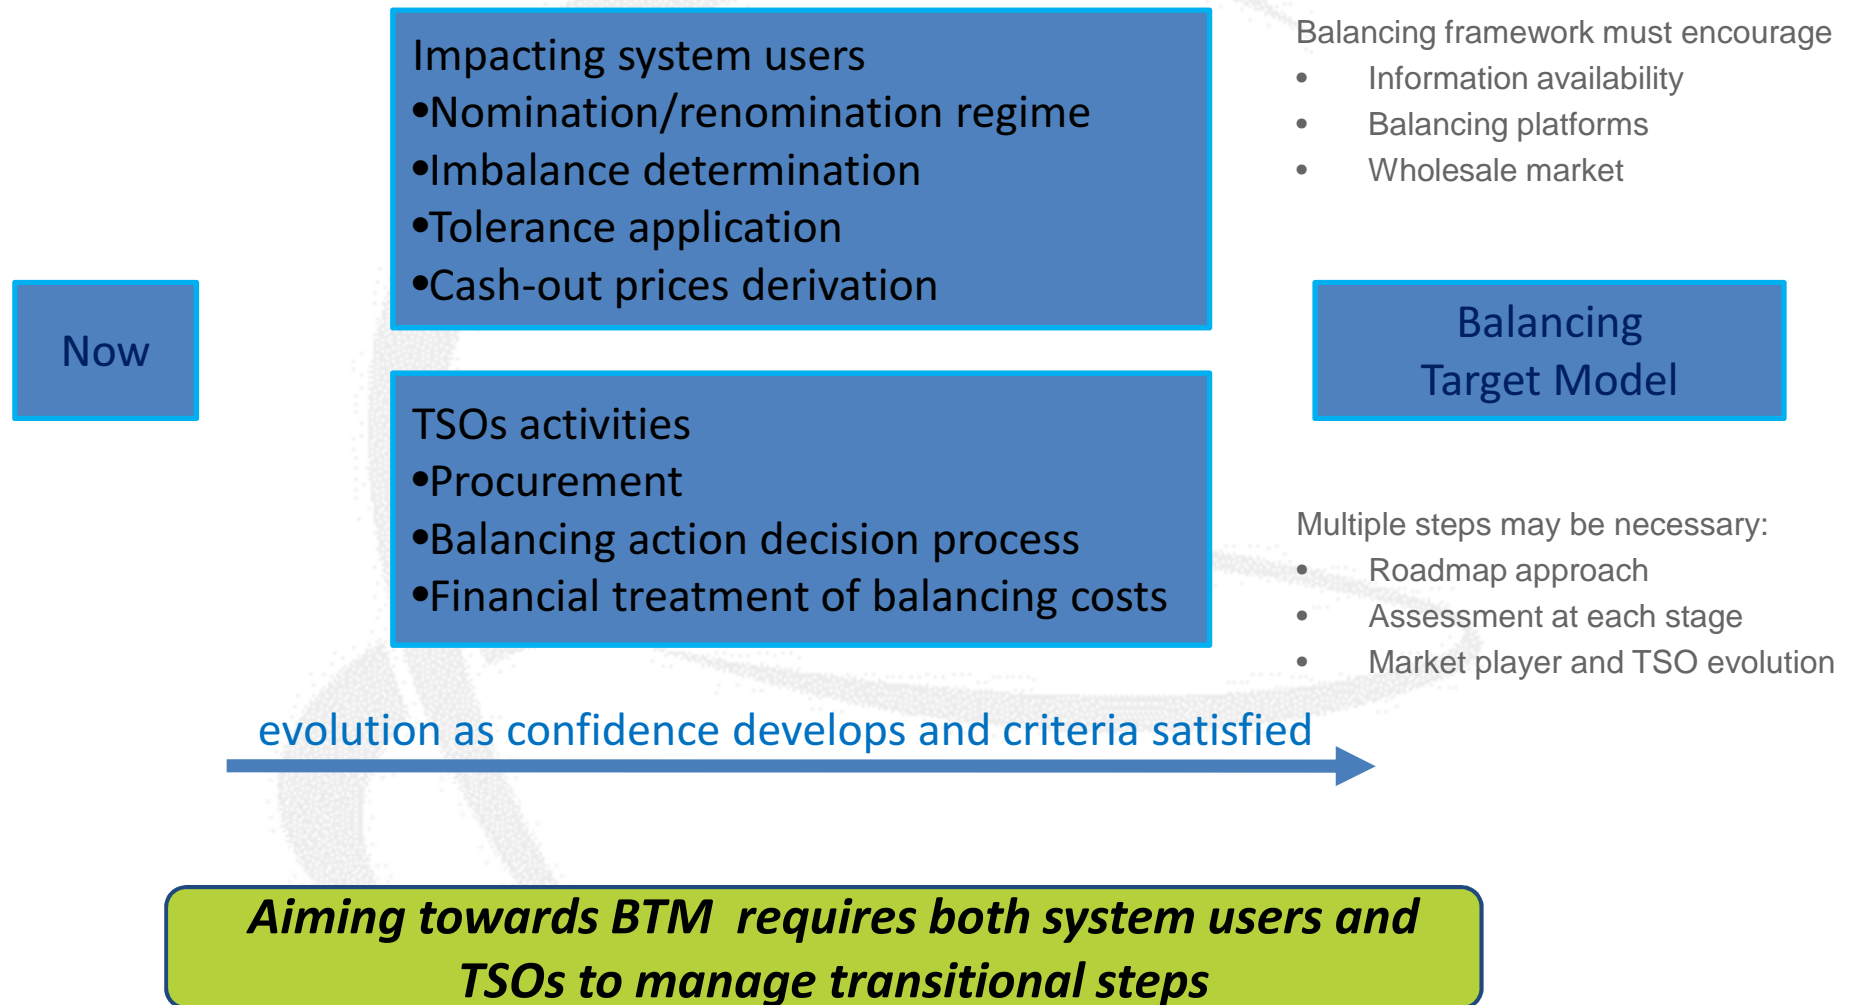 Now
Impacting system users
•Nomination/renomination regime
•Imbalance determination
•Tolerance application
•Cash-out prices derivation
TSOs activities
•Procurement
•Balancing action decision process
•Financial treatment of balancing costs
Balancing framework must encourage
• Information availability
• Balancing platforms
• Wholesale market
Balancing
Target Model
Multiple steps may be necessary:
• Roadmap approach
• Assessment at each stage
• Market player and TSO evolution
evolution as confidence develops and criteria satisfied
Aiming towards BTM requires both system users and
TSOs to manage transitional steps